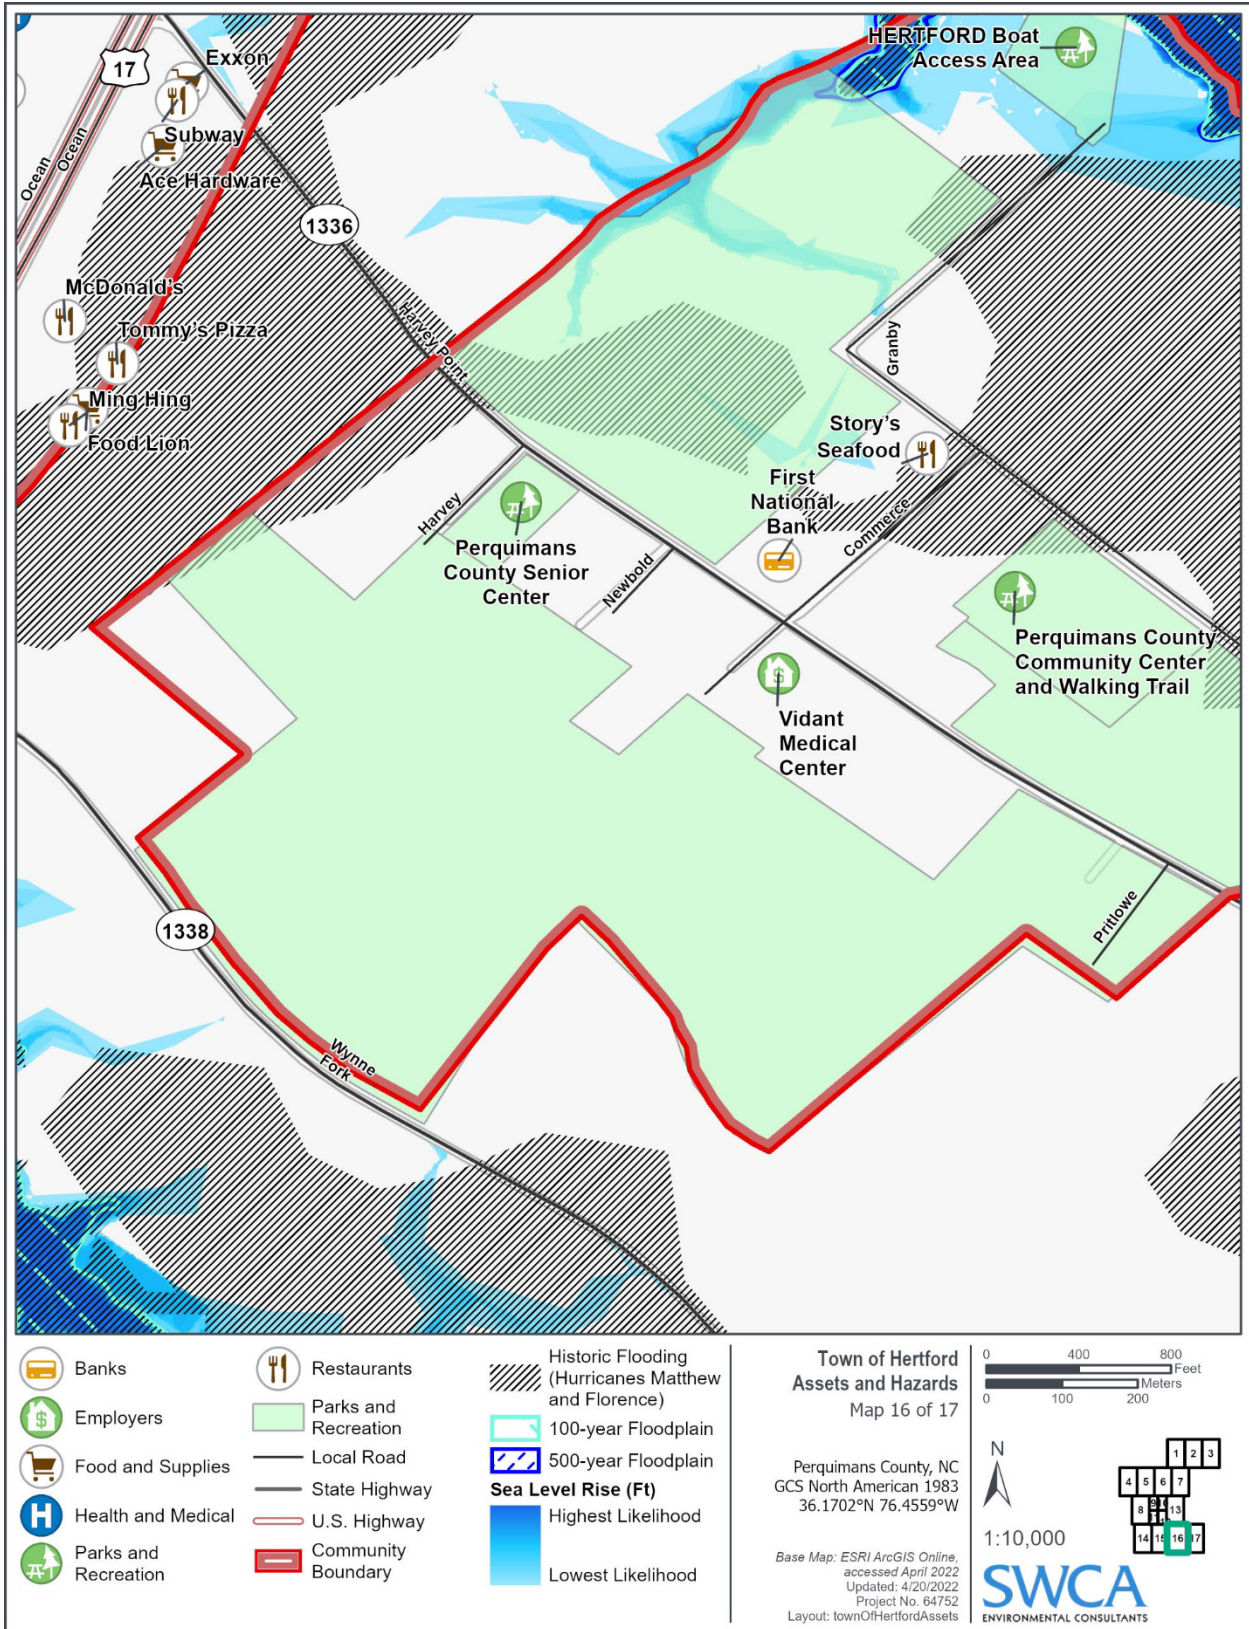 HERTFORD Boat
Access Area
17
Exxon
Subway
Ace Hardware
Ocean
Ocean
1336
McDonald's
Tommy's Pizza
Ming Hing
Food Lion
Harvey Point
Granby
Story's
Seafood
First
National
Bank
Commerce
Harvey
Perquimans
County Senior
Center
Newbold
Perquimans County
Community Center
and Walking Trail
Vidant
Medical
Center
Pritlowe
1338
Wynne
Fork
Banks
Employers
Food and Supplies
H
Health and Medical
Parks and
Recreation
Restaurants
Parks and
Recreation
Local Road
State Highway
U.S. Highway
Community
Boundary
Historic Flooding
(Hurricanes Matthew
and Florence)
100-year Floodplain
500-year Floodplain
Sea Level Rise (Ft)
Highest Likelihood
Lowest Likelihood
Town of Hertford
Assets and Hazards
Map 16 of 17
Perquimans County, NC
GCS North American 1983
36.1702°N 76.4559°W
Base Map: ESRI ArcGIS Online,
accessed April 2022
Updated: 4/20/2022
Project No. 64752
Layout: townOfHertfordAssets
0 400 800
Feet
Meters
0 100 200
N
1:10,000
1 2 3
4 5 6 7
8 13
14 15 16 17
SWCA
ENVIRONMENTAL CONSULTANTS